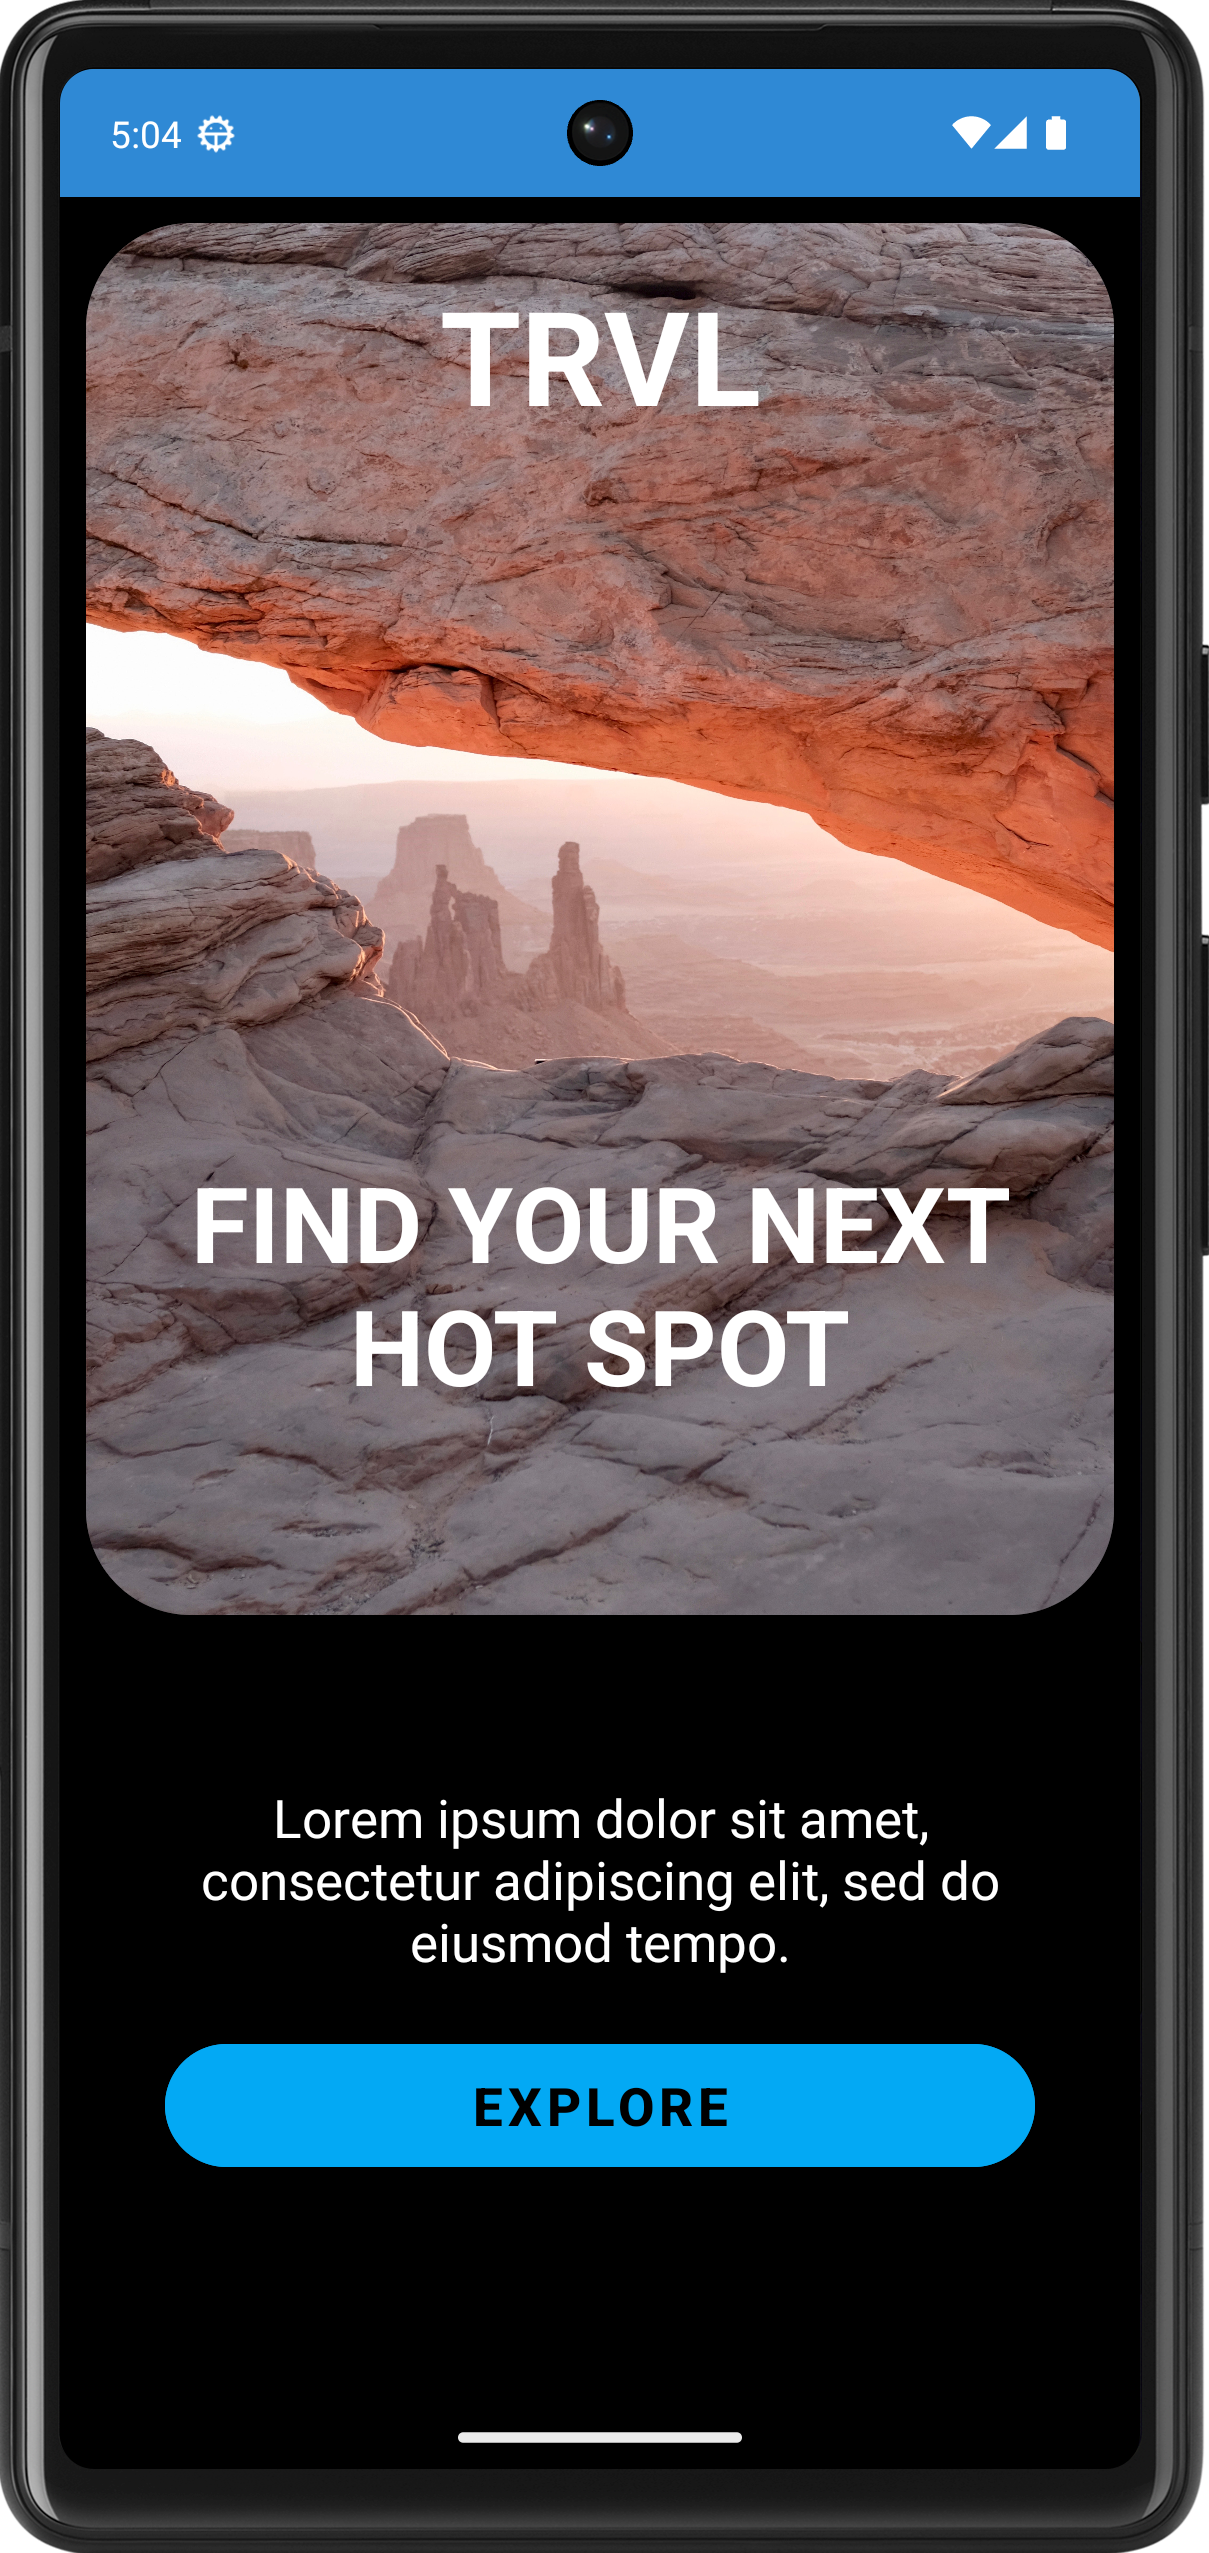 5:04
TRVL
FIND YOUR NEXT
HOT SPOT
Lorem ipsum dolor sit amet,
consectetur adipiscing elit, sed do
eiusmod tempo.
EXPLORE